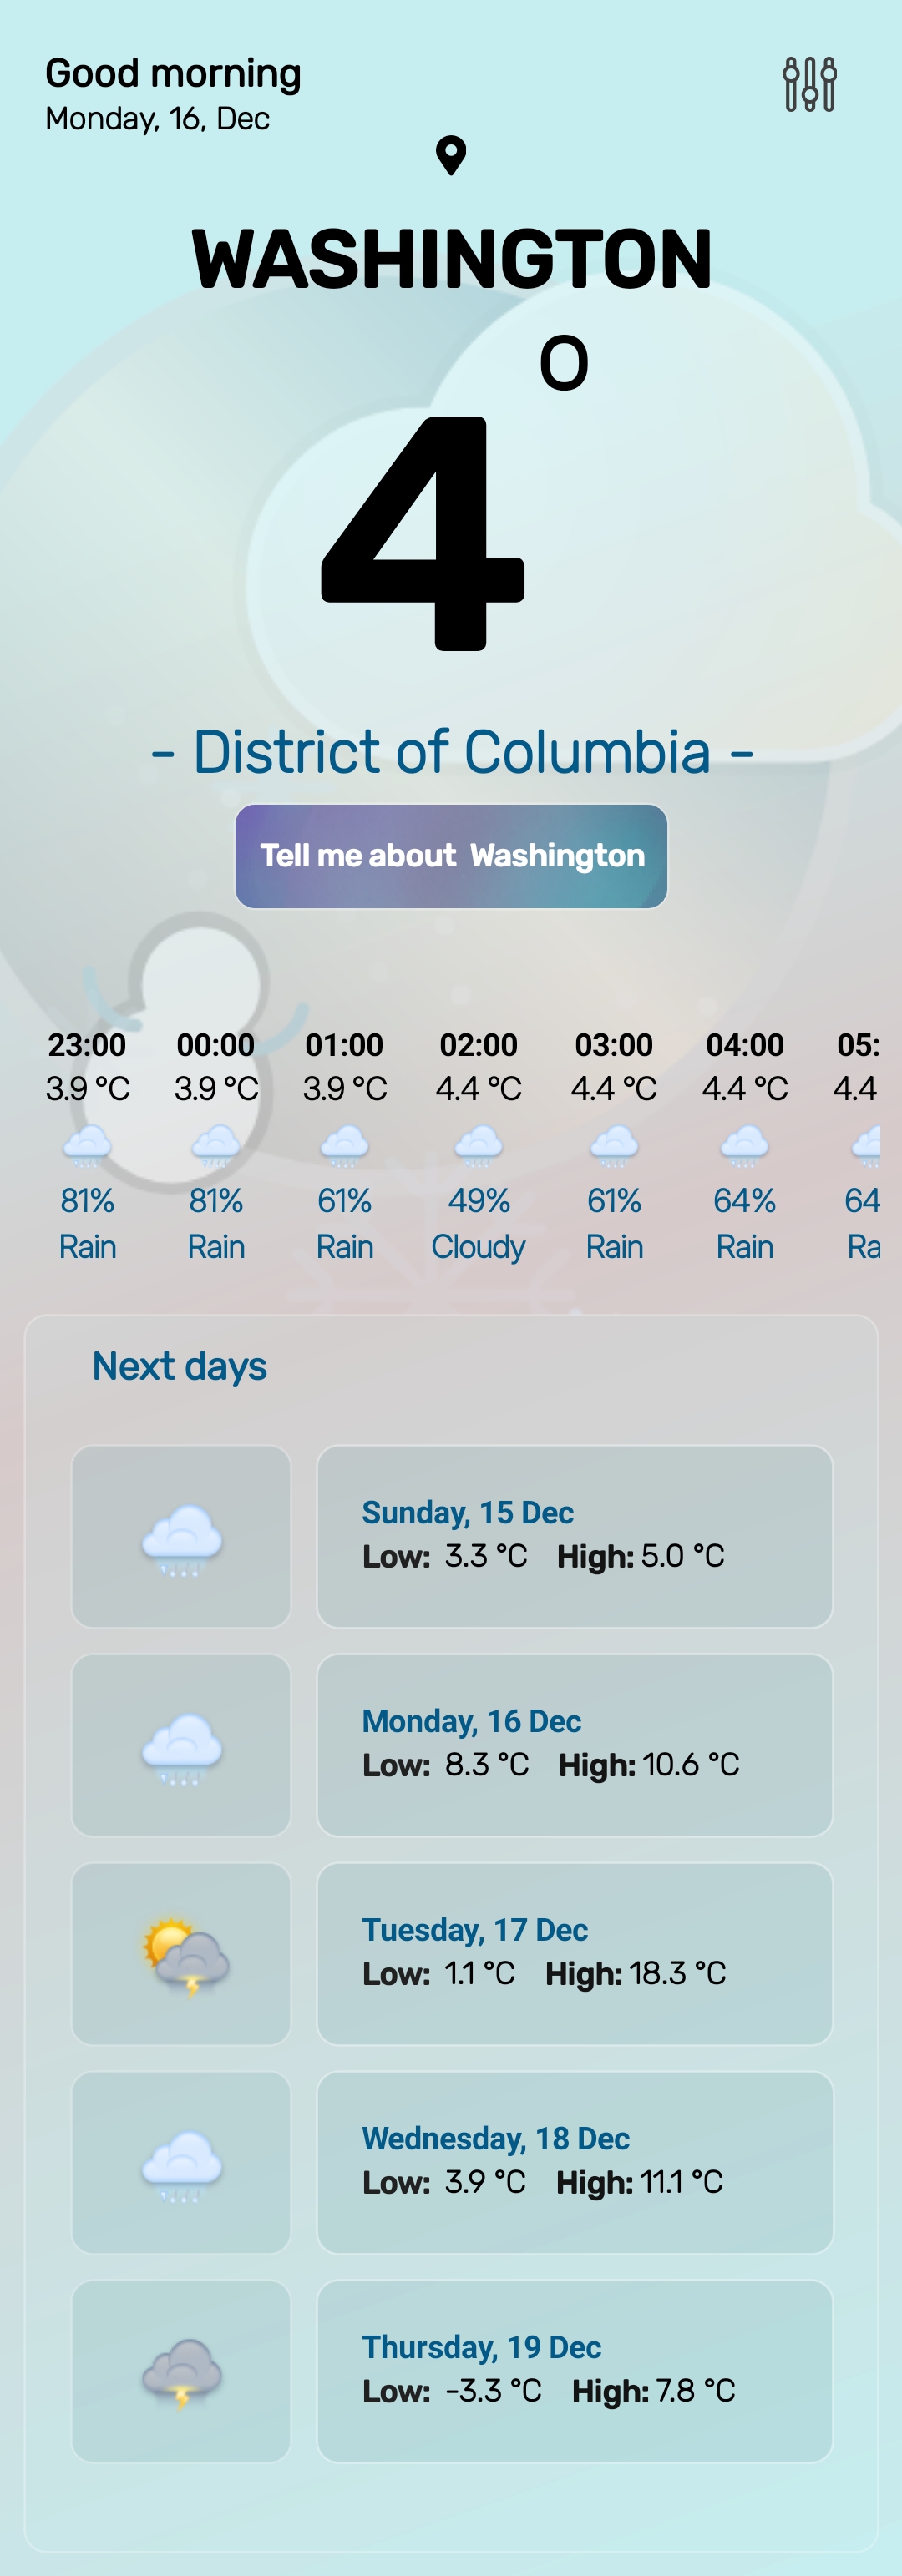 Good morning
Monday, 16, Dec
WASHINGTON
4°
- District of Columbia -
Tell me about Washington
23:00 00:00 01:00 02:00 03:00 04:00 05:
3.9 °C 3.9 °C 3.9 °C 4.4 °C 4.4 °C 4.4 °C 4.4
81% 81% 61% 49% 61% 64% 64
Rain Rain Rain Cloudy Rain Rain Ra
Next days
Sunday, 15 Dec
Low: 3.3 °C High: 5.0 °C
Monday, 16 Dec
Low: 8.3 °C High: 10.6 °C
Tuesday, 17 Dec
Low: 1.1 °C High: 18.3 °C
Wednesday, 18 Dec
Low: 3.9 °C High: 11.1 °C
Thursday, 19 Dec
Low: -3.3 °C High: 7.8 °C